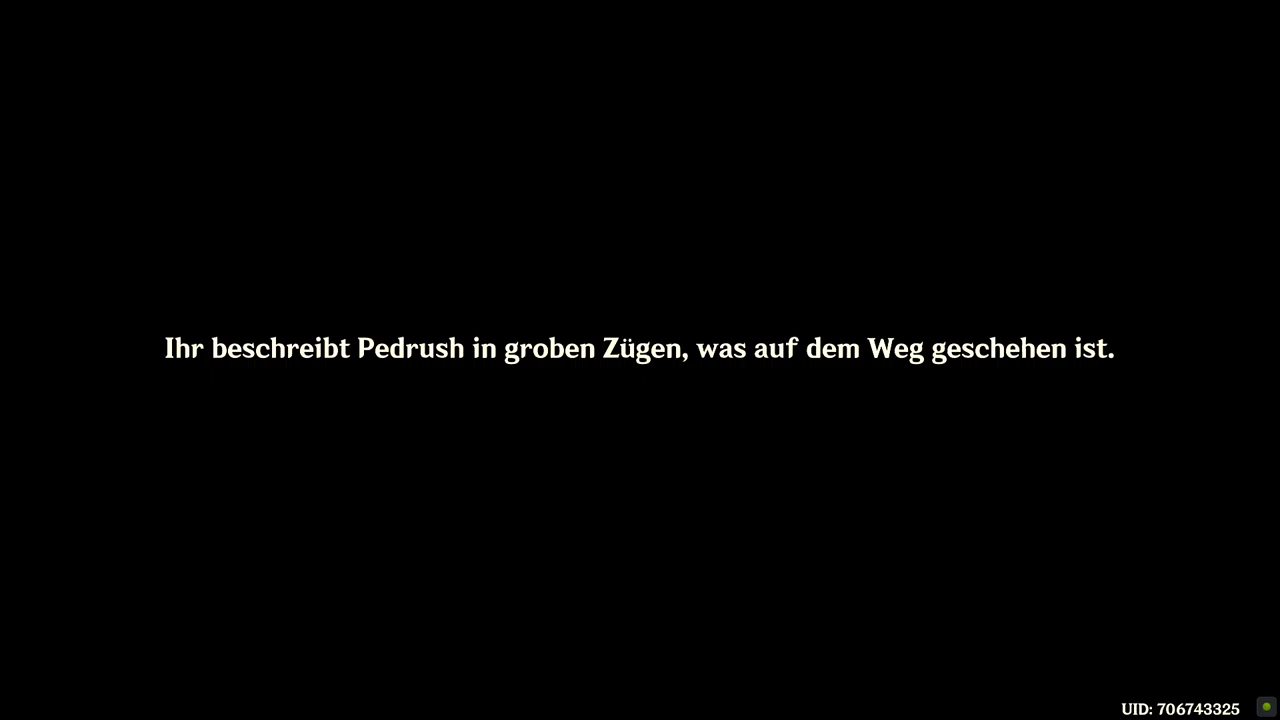 Ihr beschreibt Pedrush in groben Zügen, was auf dem Weg geschehen ist.
UID: 706743325